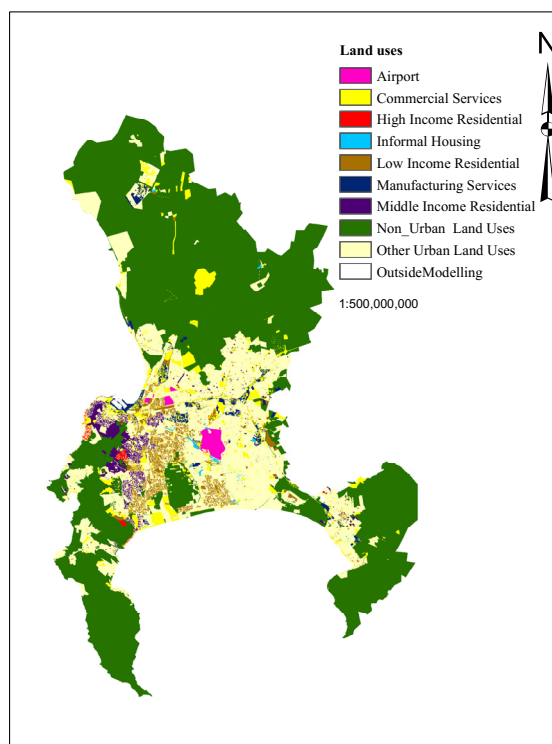 N
Land uses
Airport
Commercial Services
High Income Residential
Informal Housing
Low Income Residential
Manufacturing Services
Middle Income Residential
Non_Urban Land Uses
Other Urban Land Uses
OutsideModelling
1:500,000,000